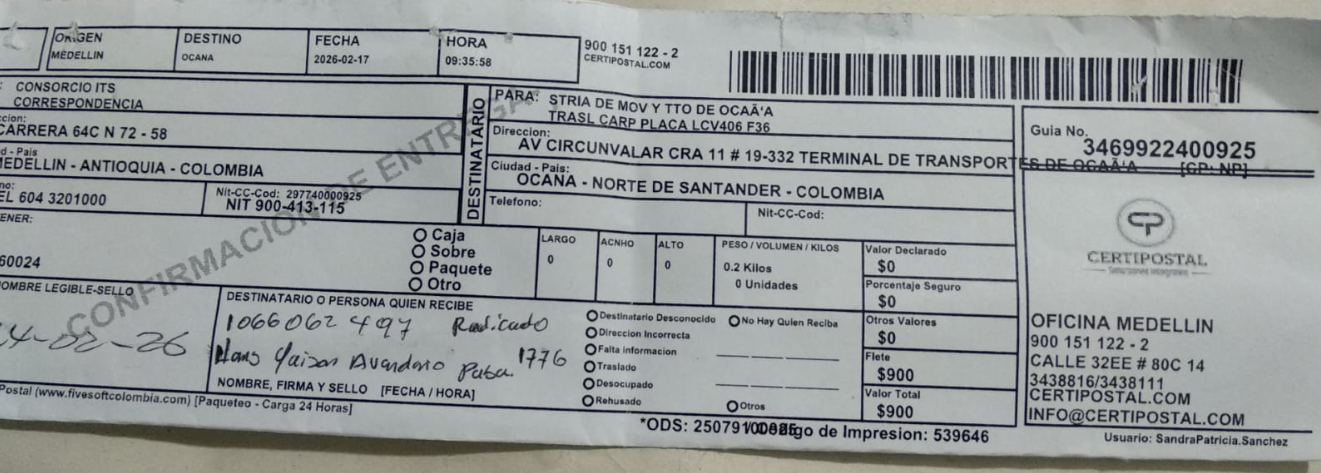 ORIGEN
MEDELLIN
DESTINO
OCANA
FECHA
2026-02-17
HORA
09:35:58
900 151 122 - 2
CERTIPOSTAL.COM
CONSORCIO ITS
CORRESPONDENCIA
CARRERA 64C N 72 - 58
d - Pais
MEDELLIN - ANTIOQUIA - COLOMBIA
TEL 604 3201000
Nit-CC-Cod: 297740000925
NIT 900-413-115
ENER:
60024
DESTINATARIO
PARA: STRIA DE MOV Y TTO DE OCAÃ‘A
TRASL CARP PLACA LCV406 F36
Direccion:
AV CIRCUNVALAR CRA 11 # 19-332 TERMINAL DE TRANSPORTES DE OCAÃ‘A [GP: NP]
Ciudad - Pais:
OCANA - NORTE DE SANTANDER - COLOMBIA
Telefono:
Nit-CC-Cod:
Guia No.
3469922400925
CONFIRMACION DE ENTREGA
Caja
Sobre
Paquete
Otro
LARGO
0
ACNHO
0
ALTO
0
PESO / VOLUMEN / KILOS
0.2 Kilos
0 Unidades
Valor Declarado
$0
Porcentaje Seguro
$0
Otros Valores
$0
Flete
$900
Valor Total
$900
CERTIPOSTAL
OMBRE LEGIBLE-SELLO
4-02-26
DESTINATARIO O PERSONA QUIEN RECIBE
1066062497 Radicado
1776
NOMBRE, FIRMA Y SELLO [FECHA / HORA]
Destinatario Desconocido
Direccion Incorrecta
Falta informacion
Traslado
Desocupado
Rehusado
No Hay Quien Reciba
Otros
OFICINA MEDELLIN
900 151 122 - 2
CALLE 32EE # 80C 14
3438816/3438111
CERTIPOSTAL.COM
INFO@CERTIPOSTAL.COM
Postal (www.fivesoftcolombia.com) [Paqueteo - Carga 24 Horas]
*ODS: 25079100925
Codigo de Impresion: 539646
Usuario: SandraPatricia.Sanchez